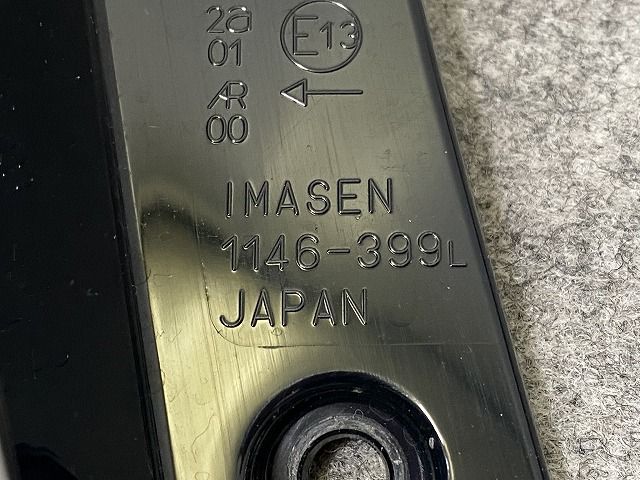 2a E13
01
AR ←
00
IMASEN
1146-399L
JAPAN